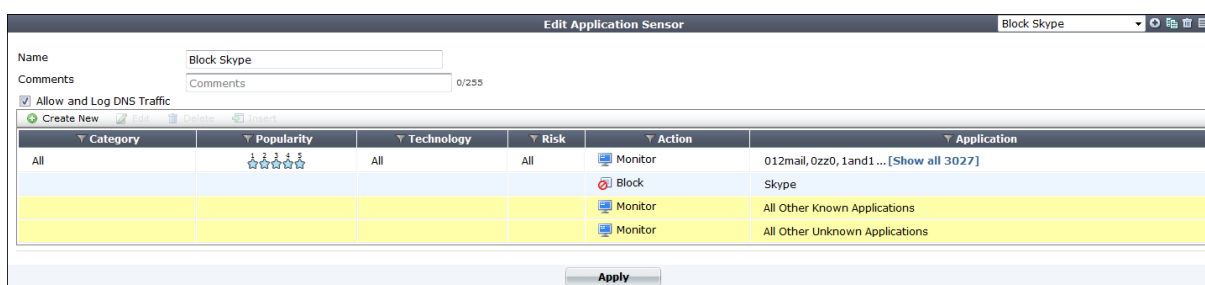 Edit Application Sensor
Block Skype
Name Block Skype
Comments Comments 0/255
Allow and Log DNS Traffic
Create New Edit Delete Insert
Category Popularity Technology Risk Action Application
All 1 2 3 4 5 All All Monitor 012mail, 0zz0, 1and1 ... [Show all 3027]
Block Skype
Monitor All Other Known Applications
Monitor All Other Unknown Applications
Apply